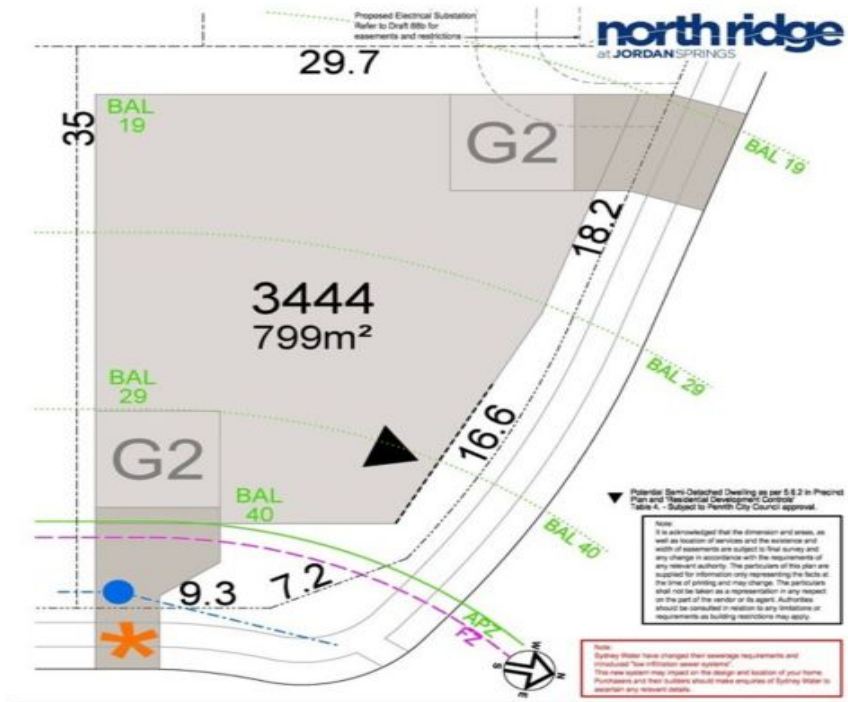 Proposed Electrical Substation
Refer to Draft 88b for
easements and restrictions
north ridge
at JORDAN SPRINGS
29.7
35
BAL
19
G2
BAL 19
18.2
3444
799m²
BAL 29
BAL
29
16.6
G2
BAL
40
BAL 40
9.3
7.2
APZ
FZ
W
N
S
E
Potential Semi-Detached Dwelling as per 5.6.2 in Precinct
Plan and "Residential Development Controls"
Table 4. - Subject to Penrith City Council approval.
Note:
It is acknowledged that the dimension and areas, as
well as location of services and the existence and
width of easements are subject to final survey and
any change in accordance with the requirements of
any relevant authority. The particulars of this plan are
supplied for information only representing the facts at
the time of printing and may change. The particulars
shall not be taken as a representation in any respect
on the part of the vendor or its agent. Authorities
should be consulted in relation to any limitations or
requirements as building restrictions may apply.
Note:
Sydney Water have changed their sewerage requirements and
introduced "low infiltration sewer systems".
This new system may impact on the design and location of your home.
Purchasers and their builders should make enquiries of Sydney Water to
ascertain any relevant details.